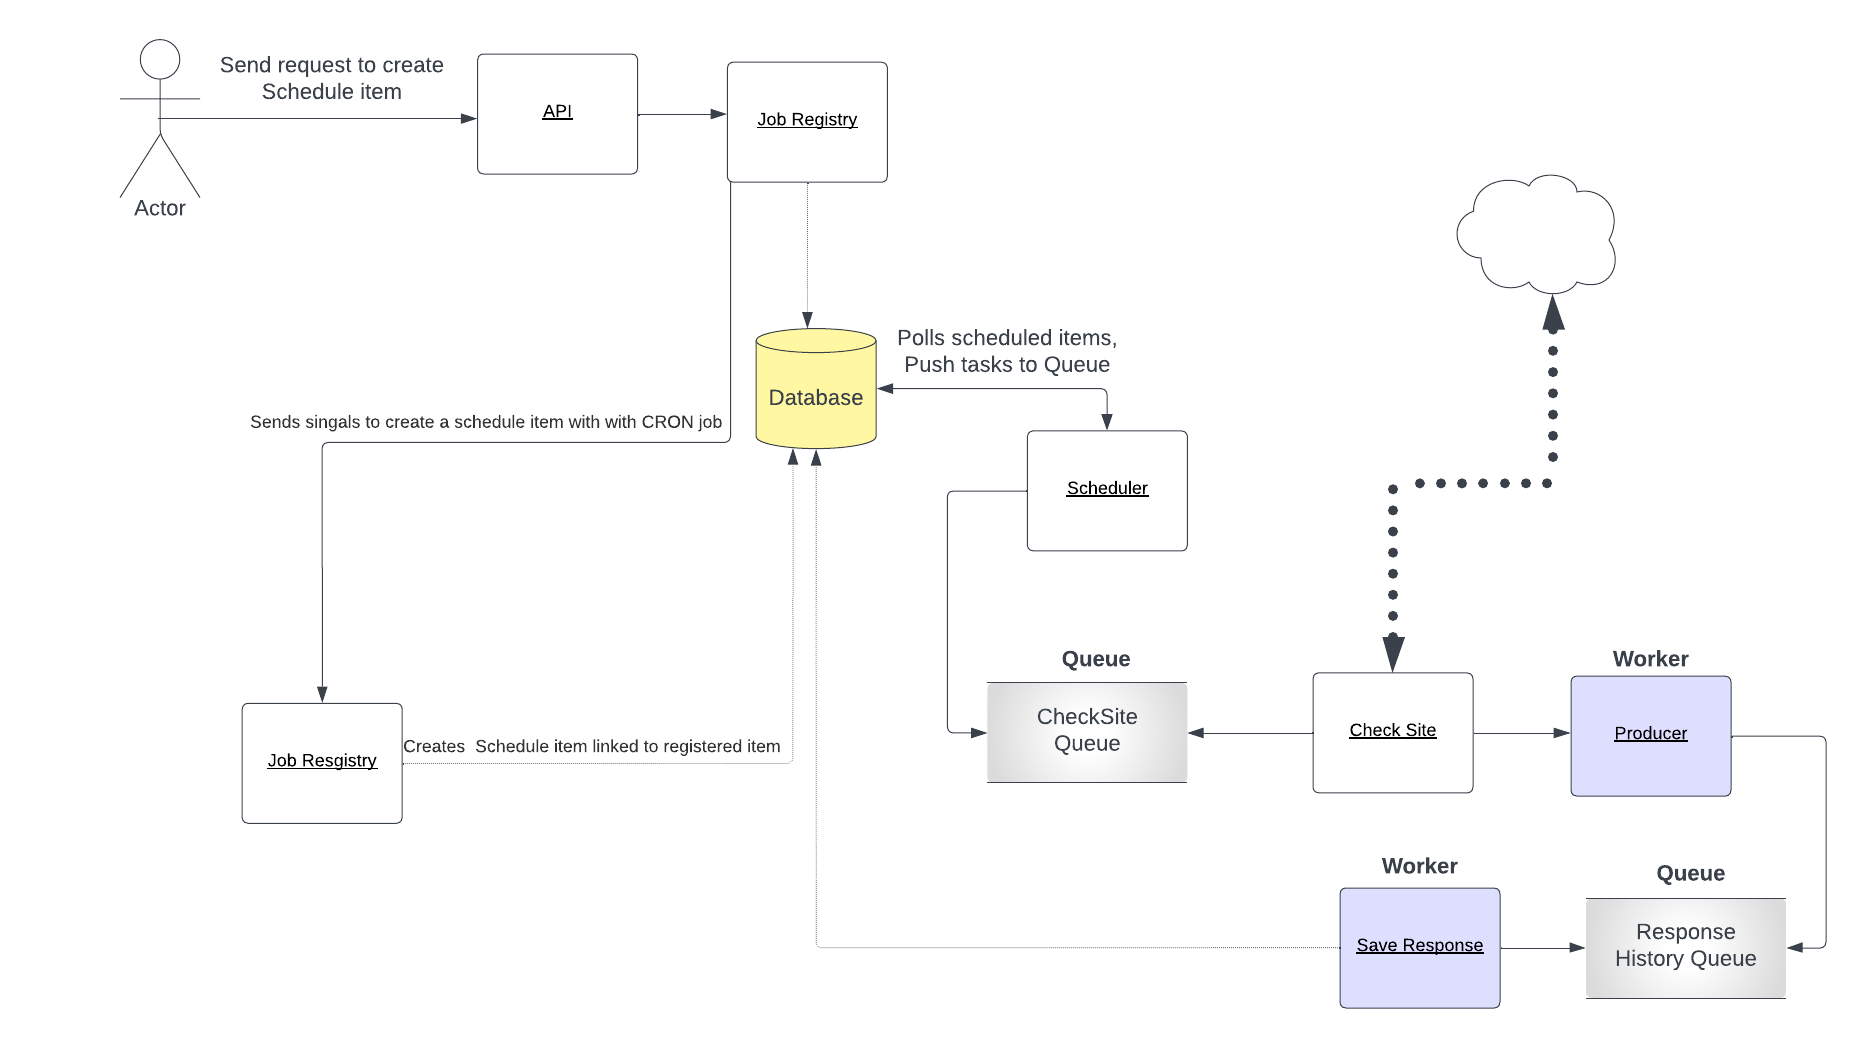 Send request to create
Schedule item
API
Job Registry
Actor
Polls scheduled items,
Push tasks to Queue
Database
Sends singals to create a schedule item with with CRON job
Scheduler
Queue
Worker
CheckSite
Queue
Check Site
Producer
Creates  Schedule item linked to registered item
Job Resgistry
Worker
Queue
Save Response
Response
History Queue